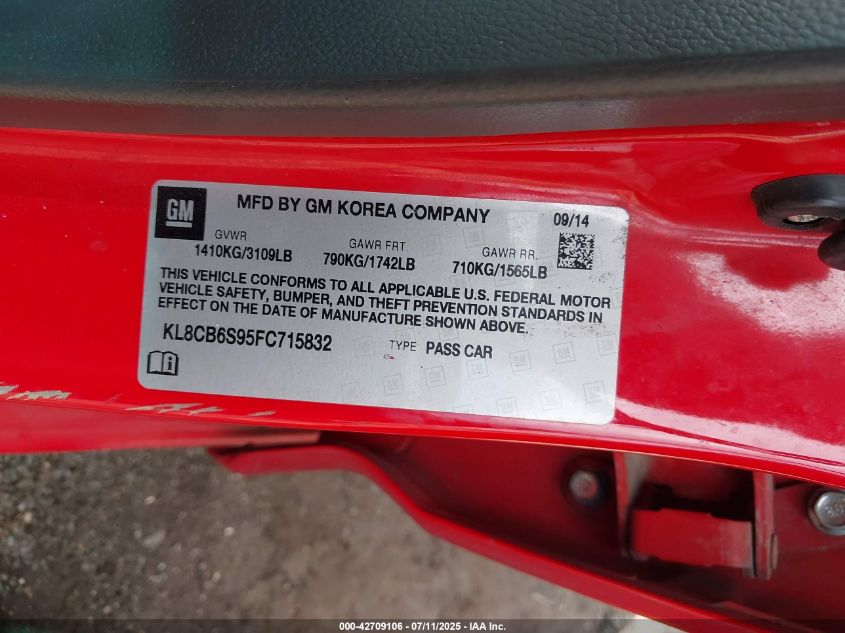 GM
MFD BY GM KOREA COMPANY
09/14
GVWR
GAWR FRT.
GAWR RR.
1410KG/3109LB
790KG/1742LB
710KG/1565LB
THIS VEHICLE CONFORMS TO ALL APPLICABLE U.S. FEDERAL MOTOR
VEHICLE SAFETY, BUMPER, AND THEFT PREVENTION STANDARDS IN
EFFECT ON THE DATE OF MANUFACTURE SHOWN ABOVE.
KL8CB6S95FC715832
TYPE: PASS CAR
000-42709106 - 07/11/2025 - IAA Inc.